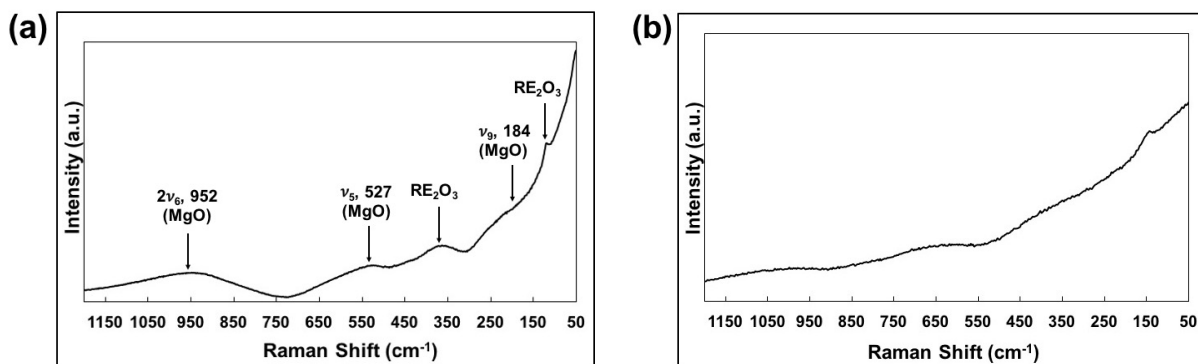 (a)
Intensity (a.u.)
2ν₆, 952
(MgO)
ν₅, 527
(MgO)
RE₂O₃
ν₉, 184
(MgO)
RE₂O₃
1150 1050 950 850 750 650 550 450 350 250 150 50
Raman Shift (cm⁻¹)
(b)
Intensity (a.u.)
1150 1050 950 850 750 650 550 450 350 250 150 50
Raman Shift (cm⁻¹)